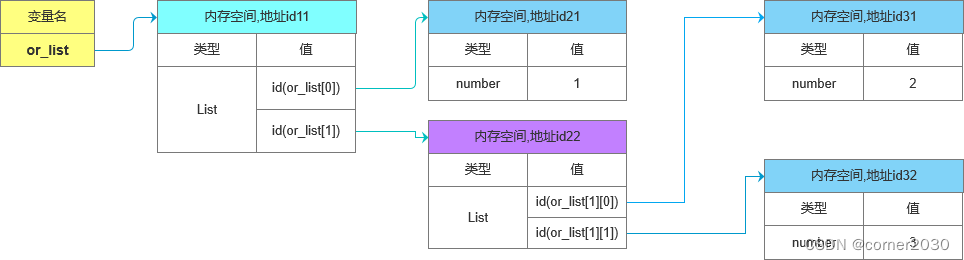 变量名
or_list
内存空间,地址id11
类型 值
List
id(or_list[0])
id(or_list[1])
内存空间,地址id21
类型 值
number 1
内存空间,地址id22
类型 值
List
id(or_list[1][0])
id(or_list[1][1])
内存空间,地址id31
类型 值
number 2
内存空间,地址id32
类型 值
number 3
CSDN @corner2030